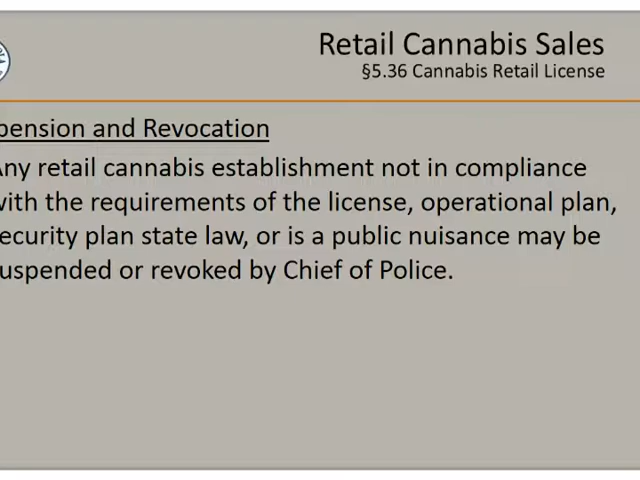 Retail Cannabis Sales
§5.36 Cannabis Retail License
pension and Revocation
Any retail cannabis establishment not in compliance
with the requirements of the license, operational plan,
ecurity plan state law, or is a public nuisance may be
uspended or revoked by Chief of Police.